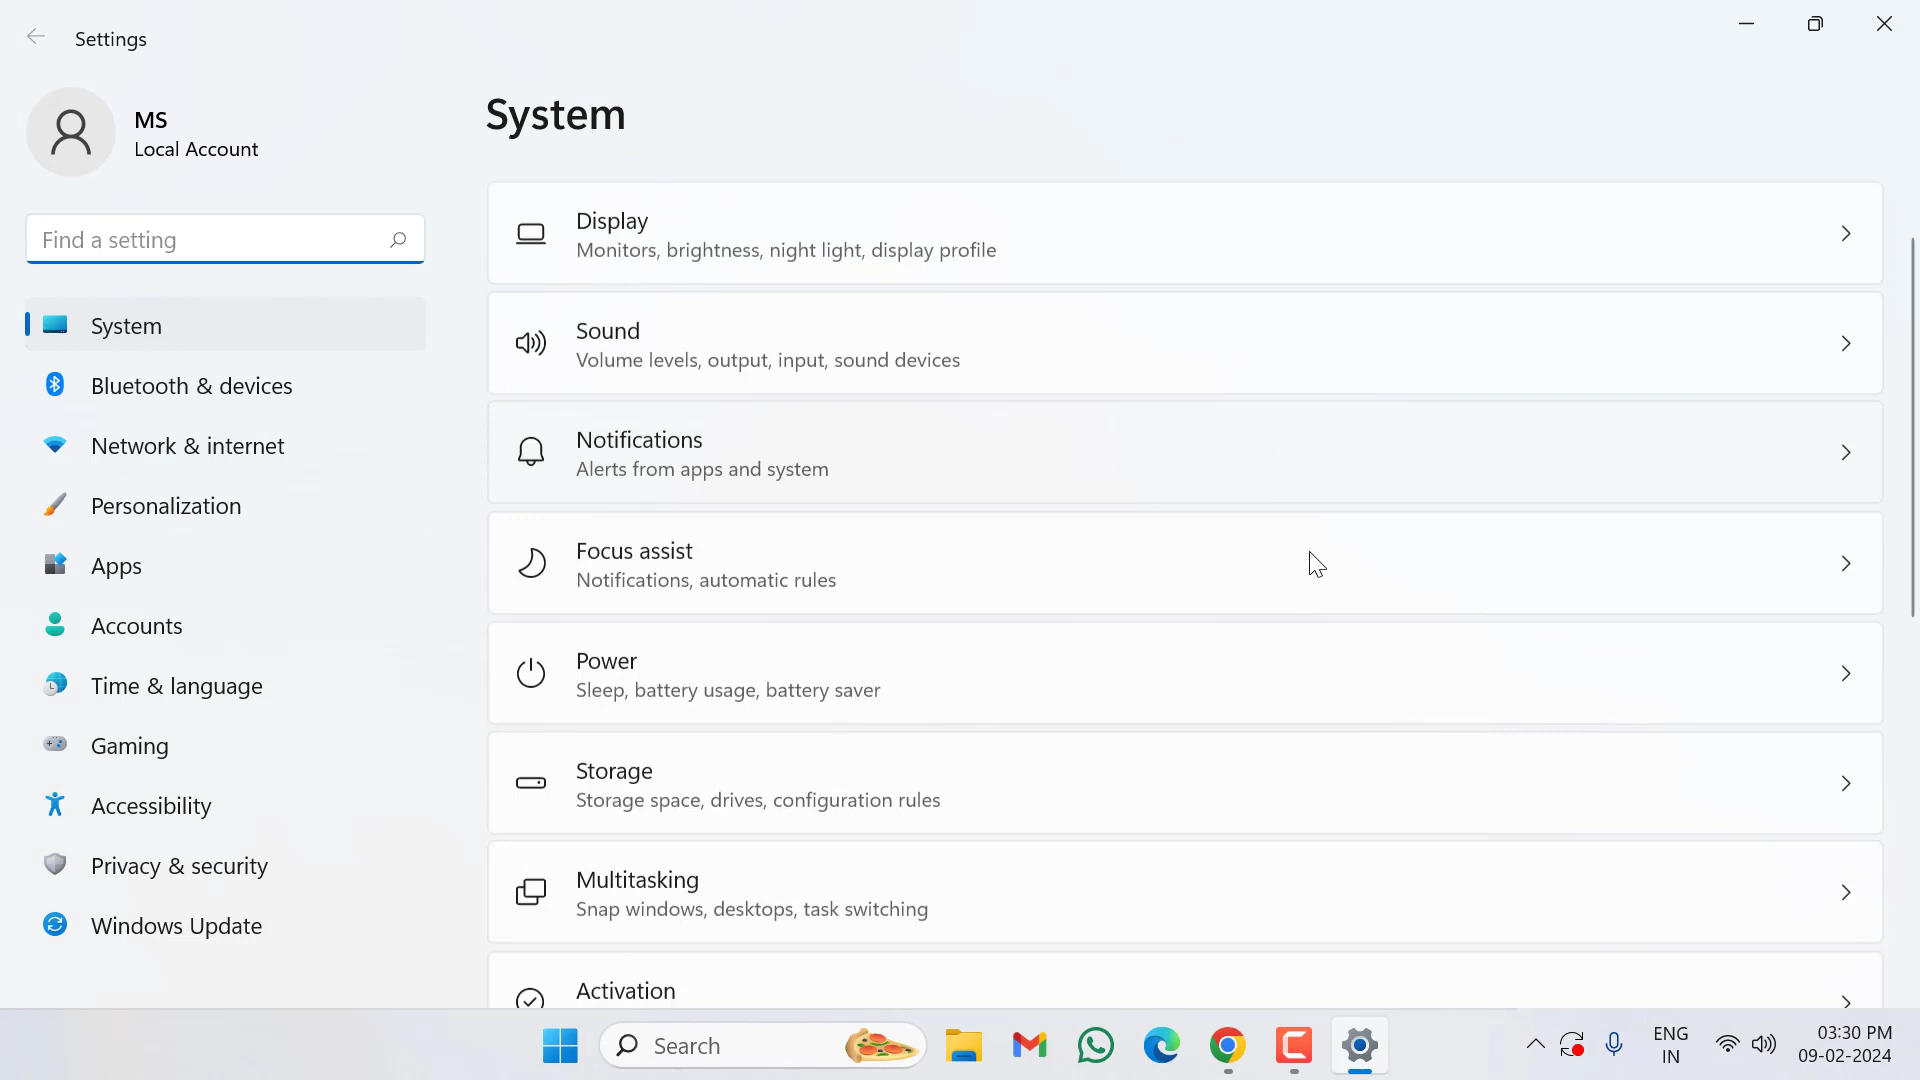 Settings
MS
Local Account
Find a setting
System
Bluetooth & devices
Network & internet
Personalization
Apps
Accounts
Time & language
Gaming
Accessibility
Privacy & security
Windows Update
System
Display
Monitors, brightness, night light, display profile
Sound
Volume levels, output, input, sound devices
Notifications
Alerts from apps and system
Focus assist
Notifications, automatic rules
Power
Sleep, battery usage, battery saver
Storage
Storage space, drives, configuration rules
Multitasking
Snap windows, desktops, task switching
Activation
Search
ENG
IN
03:30 PM
09-02-2024